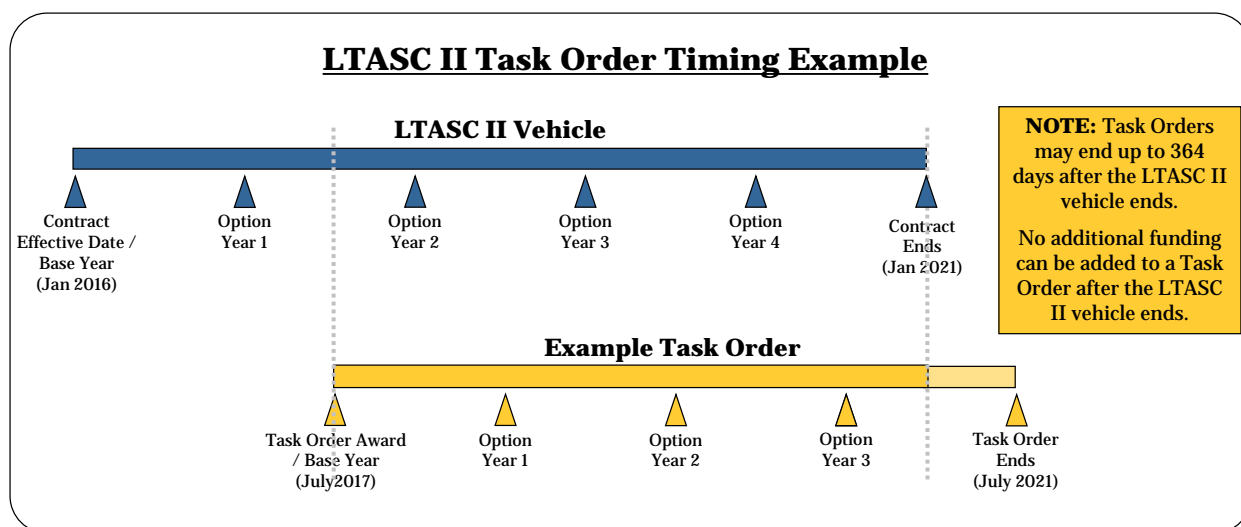 LTASC II Task Order Timing Example
LTASC II Vehicle
Contract
Effective Date /
Base Year
(Jan 2016)
Option
Year 1
Option
Year 2
Option
Year 3
Option
Year 4
Contract
Ends
(Jan 2021)
NOTE: Task Orders
may end up to 364
days after the LTASC II
vehicle ends.
No additional funding
can be added to a Task
Order after the LTASC
II vehicle ends.
Example Task Order
Task Order Award
/ Base Year
(July2017)
Option
Year 1
Option
Year 2
Option
Year 3
Task Order
Ends
(July 2021)